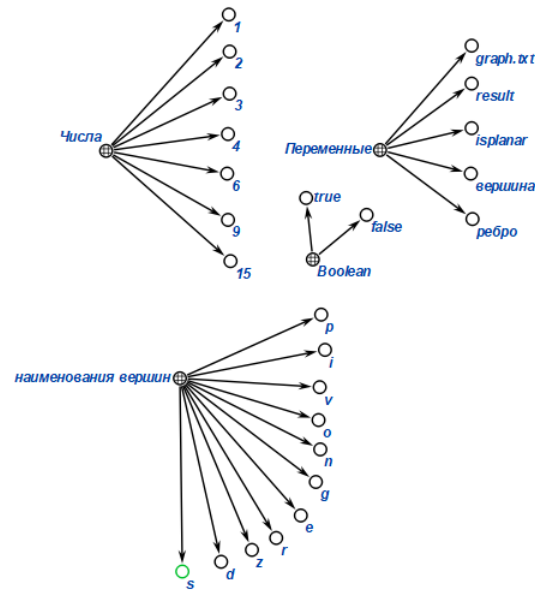 1
2
3
Числа
4
6
9
15
graph.txt
result
isplanar
Переменные
вершина
ребро
true
false
Boolean
p
i
наименования вершин
v
o
n
g
e
r
z
d
s